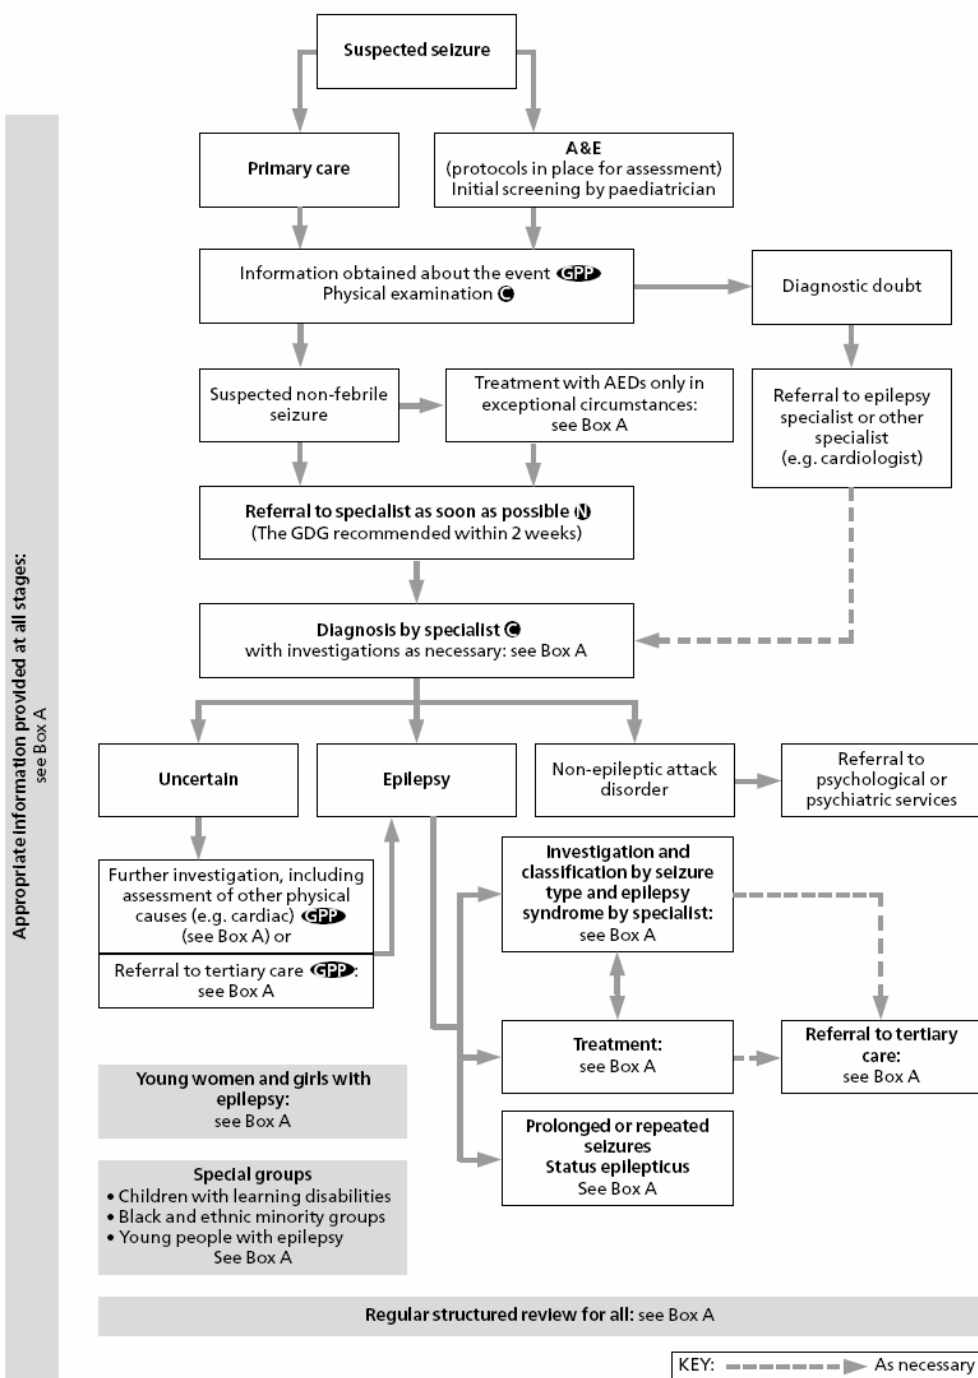 Suspected seizure
Primary care
A&E
(protocols in place for assessment)
Initial screening by paediatrician
Information obtained about the event GPP
Physical examination C
Diagnostic doubt
Suspected non-febrile
seizure
Treatment with AEDs only in
exceptional circumstances:
see Box A
Referral to epilepsy
specialist or other
specialist
(e.g. cardiologist)
Referral to specialist as soon as possible N
(The GDG recommended within 2 weeks)
Diagnosis by specialist C
with investigations as necessary: see Box A
Uncertain
Epilepsy
Non-epileptic attack
disorder
Referral to
psychological or
psychiatric services
Further investigation, including
assessment of other physical
causes (e.g. cardiac) GPP
(see Box A) or
Referral to tertiary care GPP:
see Box A
Investigation and
classification by seizure
type and epilepsy
syndrome by specialist:
see Box A
Treatment:
see Box A
Referral to tertiary
care:
see Box A
Prolonged or repeated
seizures
Status epilepticus
See Box A
Young women and girls with
epilepsy:
see Box A
Special groups
• Children with learning disabilities
• Black and ethnic minority groups
• Young people with epilepsy
See Box A
Appropriate information provided at all stages:
see Box A
Regular structured review for all: see Box A
KEY: As necessary